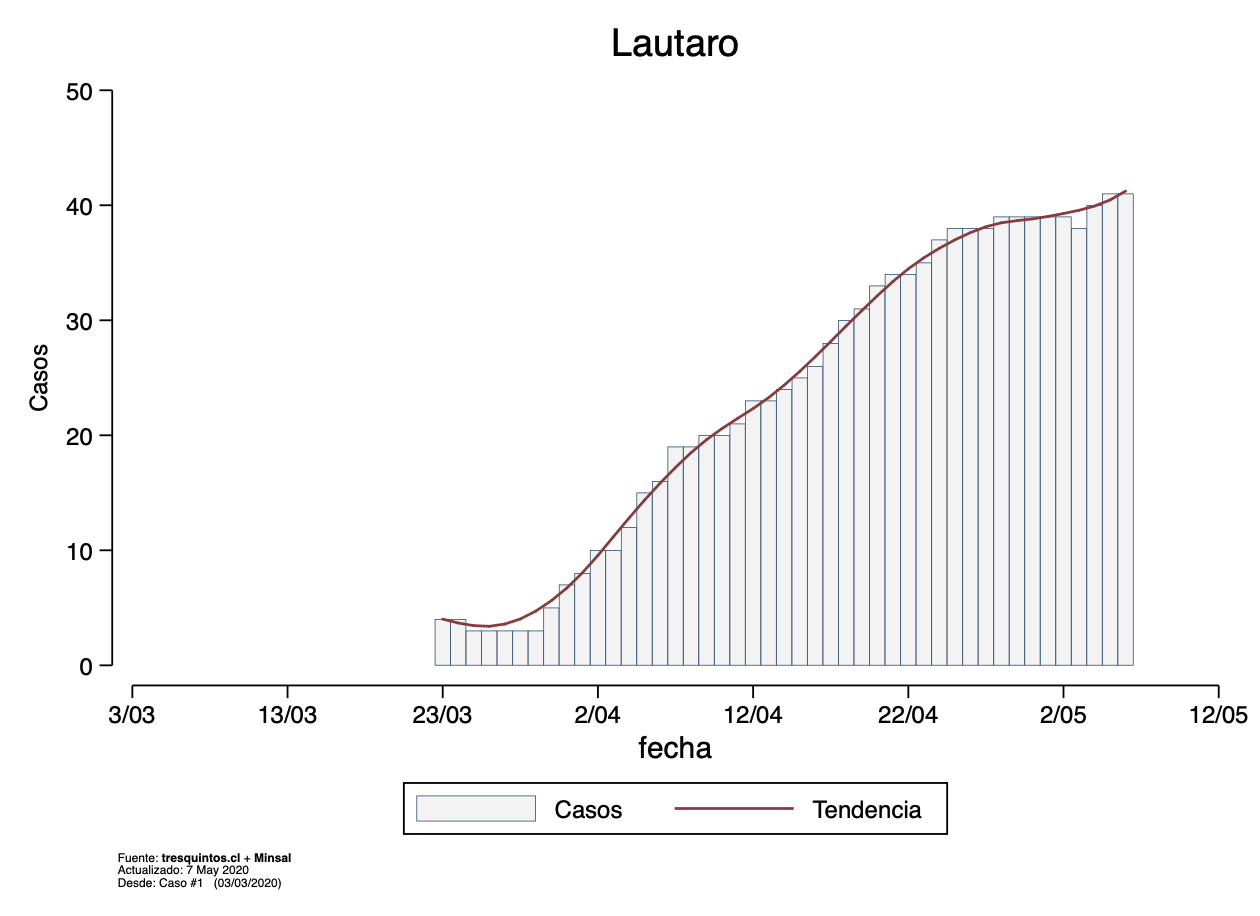 Lautaro
50
40
30
20
10
0
Casos
3/03 13/03 23/03 2/04 12/04 22/04 2/05 12/05
fecha
Casos Tendencia
Fuente: tresquintos.cl + Minsal
Actualizado: 7 May 2020
Desde: Caso #1 (03/03/2020)